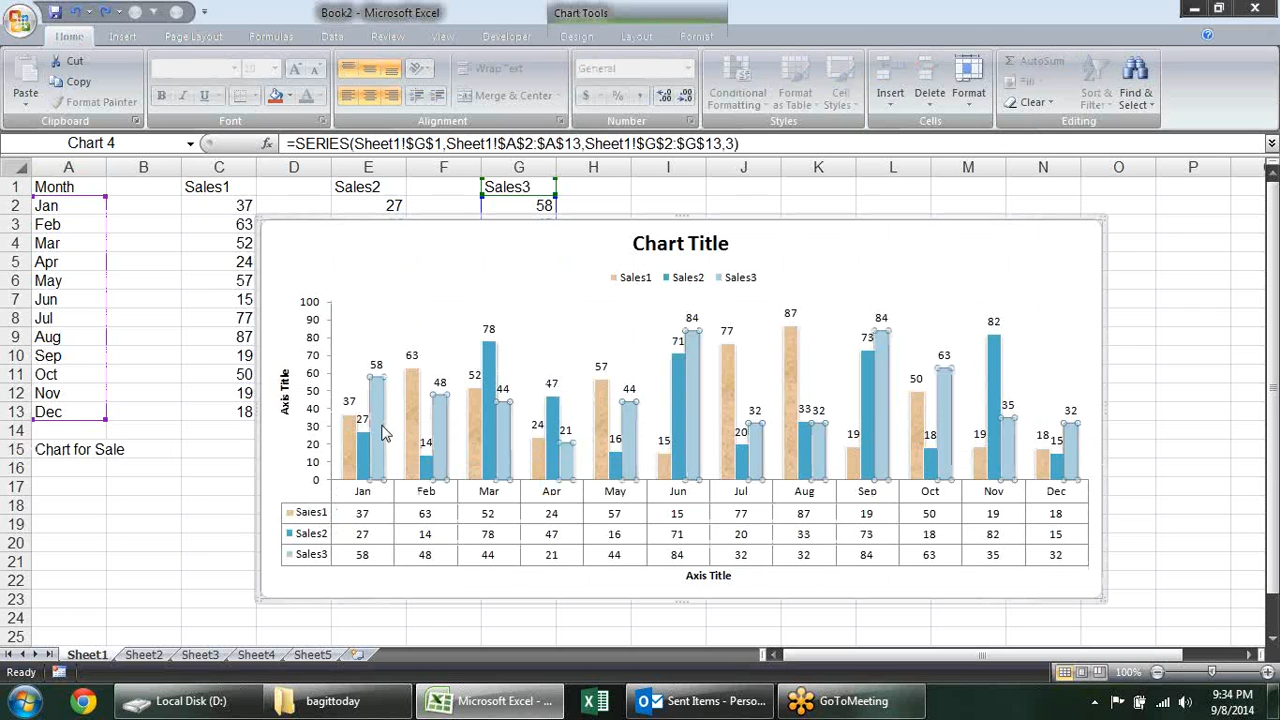 Book2 - Microsoft Excel
Chart Tools
Home Insert Page Layout Formulas Data Review View Developer Design Layout Format
Paste
Cut
Copy
Format Painter
Clipboard
10
Font
Wrap Text
Merge & Center
Alignment
General
$ % ,
Number
Conditional Formatting
Format as Table
Cell Styles
Styles
Insert
Delete
Format
Cells
AutoSum
Fill
Clear
Sort & Filter
Find & Select
Editing
Chart 4
fx
=SERIES(Sheet1!$G$1,Sheet1!$A$2:$A$13,Sheet1!$G$2:$G$13,3)
A B C D E F G H I J K L M N O P
1 Month Sales1 Sales2 Sales3
2 Jan 37 27 58
3 Feb 63
4 Mar 52
5 Apr 24
6 May 57
7 Jun 15
8 Jul 77
9 Aug 87
10 Sep 19
11 Oct 50
12 Nov 19
13 Dec 18
14
15 Chart for Sale
16
17
18
19
20
21
22
23
24
25
Chart Title
Sales1 Sales2 Sales3
Axis Title
100
90
80
70
60
50
40
30
20
10
0
37 27 58
63 14 48
52 78 44
24 47 21
57 16 44
15 71 84
77 20 32
87 33 32
19 73 84
50 18 63
19 82 35
18 15 32
Jan Feb Mar Apr May Jun Jul Aug Sep Oct Nov Dec
Sales1 37 63 52 24 57 15 77 87 19 50 19 18
Sales2 27 14 78 47 16 71 20 33 73 18 82 15
Sales3 58 48 44 21 44 84 32 32 84 63 35 32
Axis Title
Sheet1 Sheet2 Sheet3 Sheet4 Sheet5
Ready
100%
Local Disk (D:)
bagittoday
Microsoft Excel - ...
Sent Items - Perso...
GoToMeeting
9:34 PM
9/8/2014